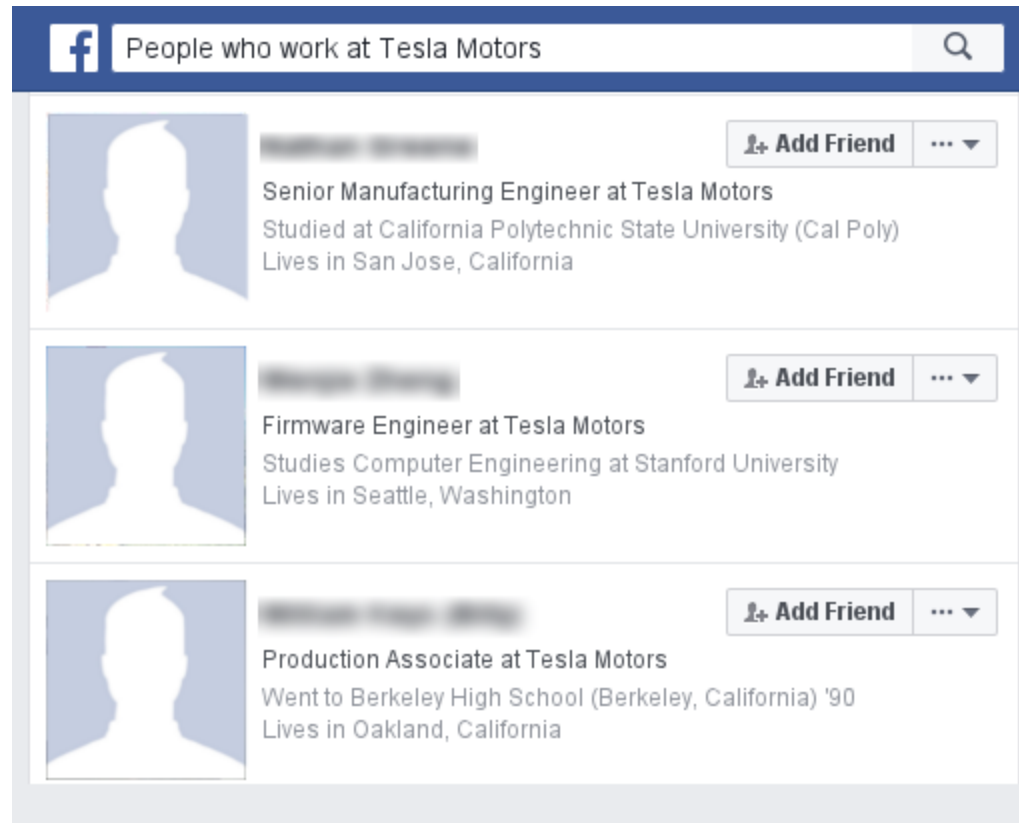 People who work at Tesla Motors
Add Friend
Senior Manufacturing Engineer at Tesla Motors
Studied at California Polytechnic State University (Cal Poly)
Lives in San Jose, California
Add Friend
Firmware Engineer at Tesla Motors
Studies Computer Engineering at Stanford University
Lives in Seattle, Washington
Add Friend
Production Associate at Tesla Motors
Went to Berkeley High School (Berkeley, California) '90
Lives in Oakland, California